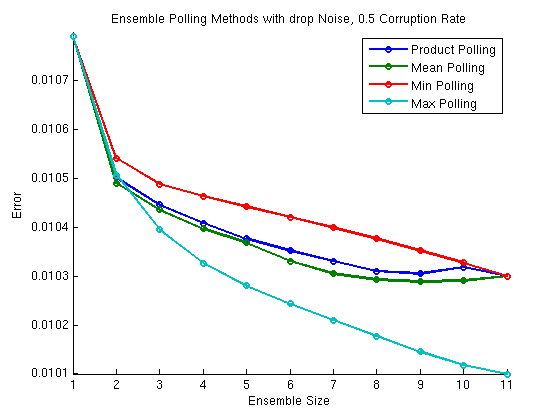 Ensemble Polling Methods with drop Noise, 0.5 Corruption Rate
Product Polling
Mean Polling
Min Polling
Max Polling
Error
0.0107
0.0106
0.0105
0.0104
0.0103
0.0102
0.0101
1 2 3 4 5 6 7 8 9 10 11
Ensemble Size